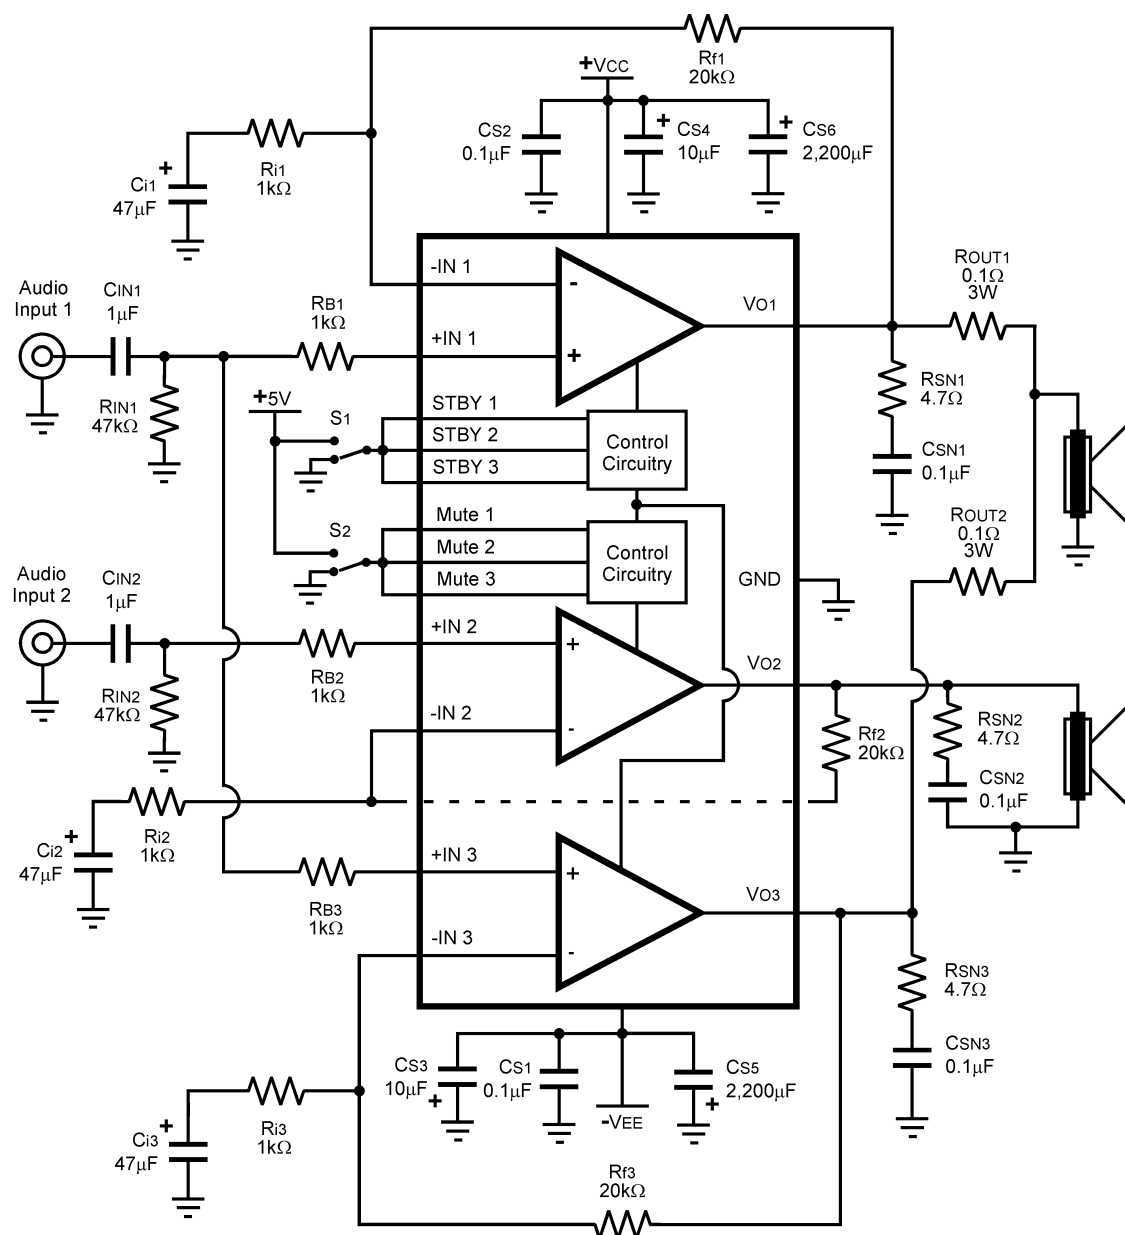 Rf1
20kΩ
+VCC
CS2
0.1µF
CS4
10µF
+
CS6
2,200µF
+
Ri1
1kΩ
+
Ci1
47µF
Audio
Input 1
CIN1
1µF
RB1
1kΩ
RIN1
47kΩ
-IN 1
-
+IN 1
+
VO1
ROUT1
0.1Ω
3W
RSN1
4.7Ω
CSN1
0.1µF
+5V
S1
STBY 1
STBY 2
STBY 3
Control
Circuitry
S2
Mute 1
Mute 2
Mute 3
Control
Circuitry
ROUT2
0.1Ω
3W
GND
Audio
Input 2
CIN2
1µF
RB2
1kΩ
RIN2
47kΩ
+IN 2
+
-IN 2
-
VO2
Rf2
20kΩ
RSN2
4.7Ω
CSN2
0.1µF
Ri2
1kΩ
+
Ci2
47µF
RB3
1kΩ
+IN 3
+
-IN 3
-
VO3
RSN3
4.7Ω
CSN3
0.1µF
CS3
10µF
+
CS1
0.1µF
CS5
2,200µF
+
-VEE
Ri3
1kΩ
+
Ci3
47µF
Rf3
20kΩ